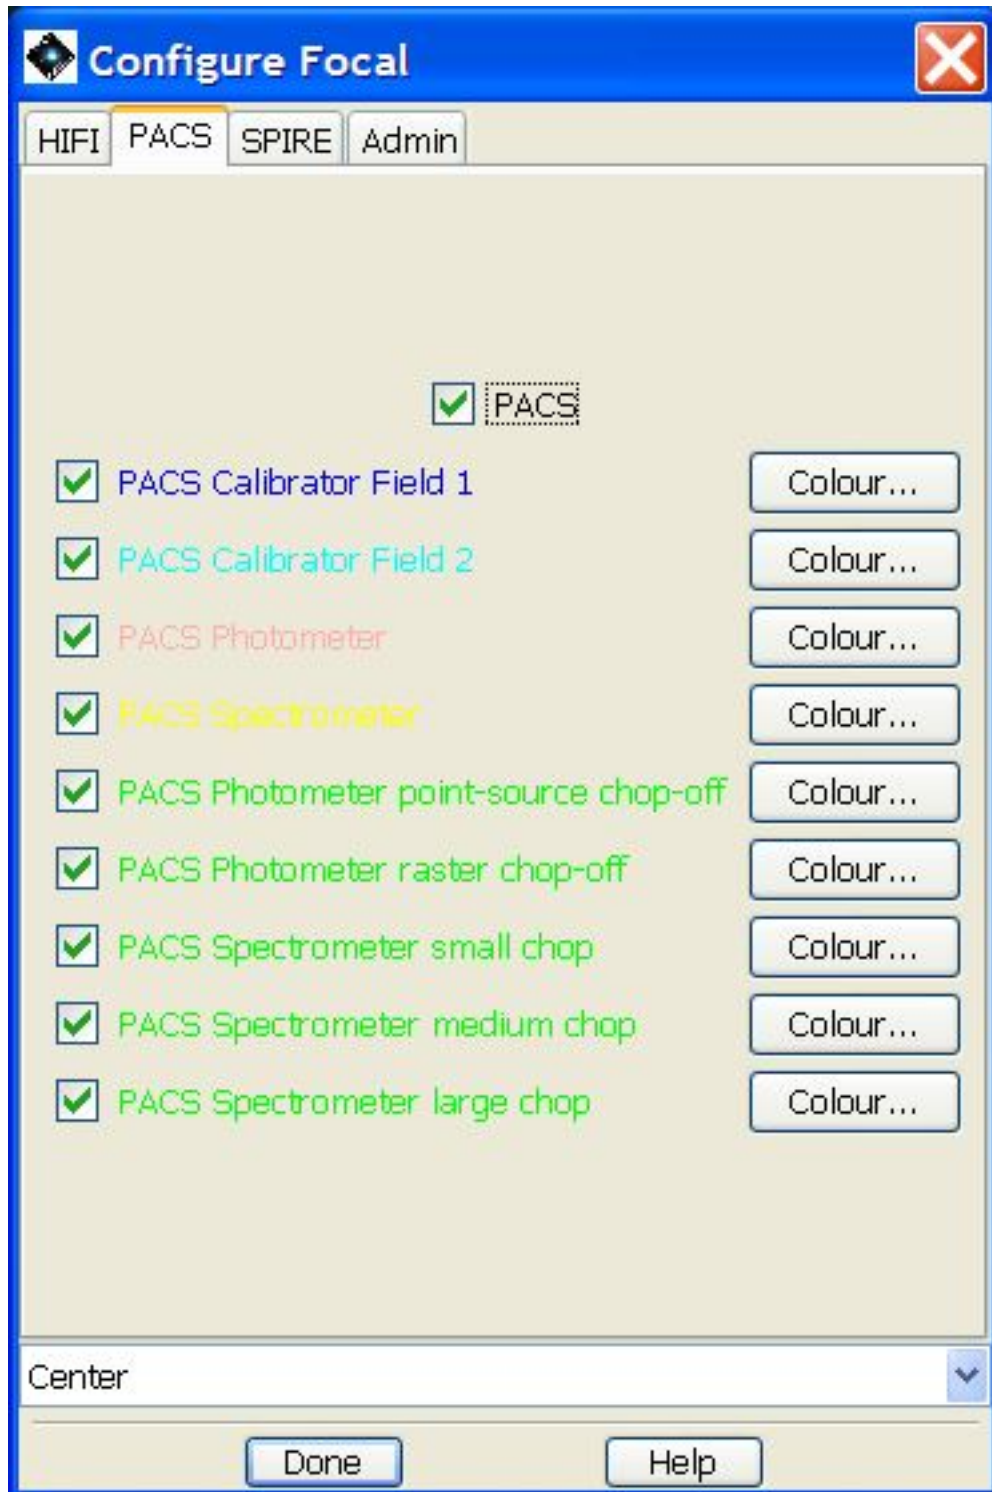 Configure Focal
HIFI PACS SPIRE Admin
PACS
PACS Calibrator Field 1 Colour...
PACS Calibrator Field 2 Colour...
PACS Photometer Colour...
PACS Spectrometer Colour...
PACS Photometer point-source chop-off Colour...
PACS Photometer raster chop-off Colour...
PACS Spectrometer small chop Colour...
PACS Spectrometer medium chop Colour...
PACS Spectrometer large chop Colour...
Center
Done Help